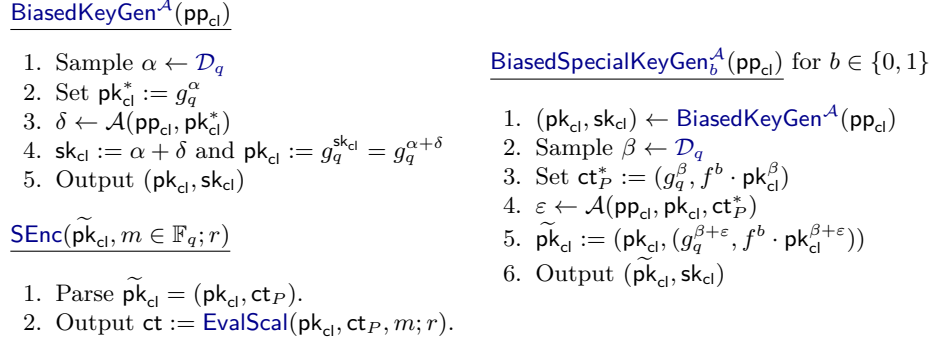 BiasedKeyGen^𝒜(pp_cl)
1. Sample α ← 𝒟_q
2. Set pk*_cl := g_q^α
3. δ ← 𝒜(pp_cl, pk*_cl)
4. sk_cl := α + δ and pk_cl := g_q^{sk_cl} = g_q^{α+δ}
5. Output (pk_cl, sk_cl)
SEnc(p̃k_cl, m ∈ 𝔽_q; r)
1. Parse p̃k_cl = (pk_cl, ct_P).
2. Output ct := EvalScal(pk_cl, ct_P, m; r).
BiasedSpecialKeyGen_b^𝒜(pp_cl) for b ∈ {0, 1}
1. (pk_cl, sk_cl) ← BiasedKeyGen^𝒜(pp_cl)
2. Sample β ← 𝒟_q
3. Set ct*_P := (g_q^β, f^b · pk_cl^β)
4. ε ← 𝒜(pp_cl, pk_cl, ct*_P)
5. p̃k_cl := (pk_cl, (g_q^{β+ε}, f^b · pk_cl^{β+ε}))
6. Output (p̃k_cl, sk_cl)